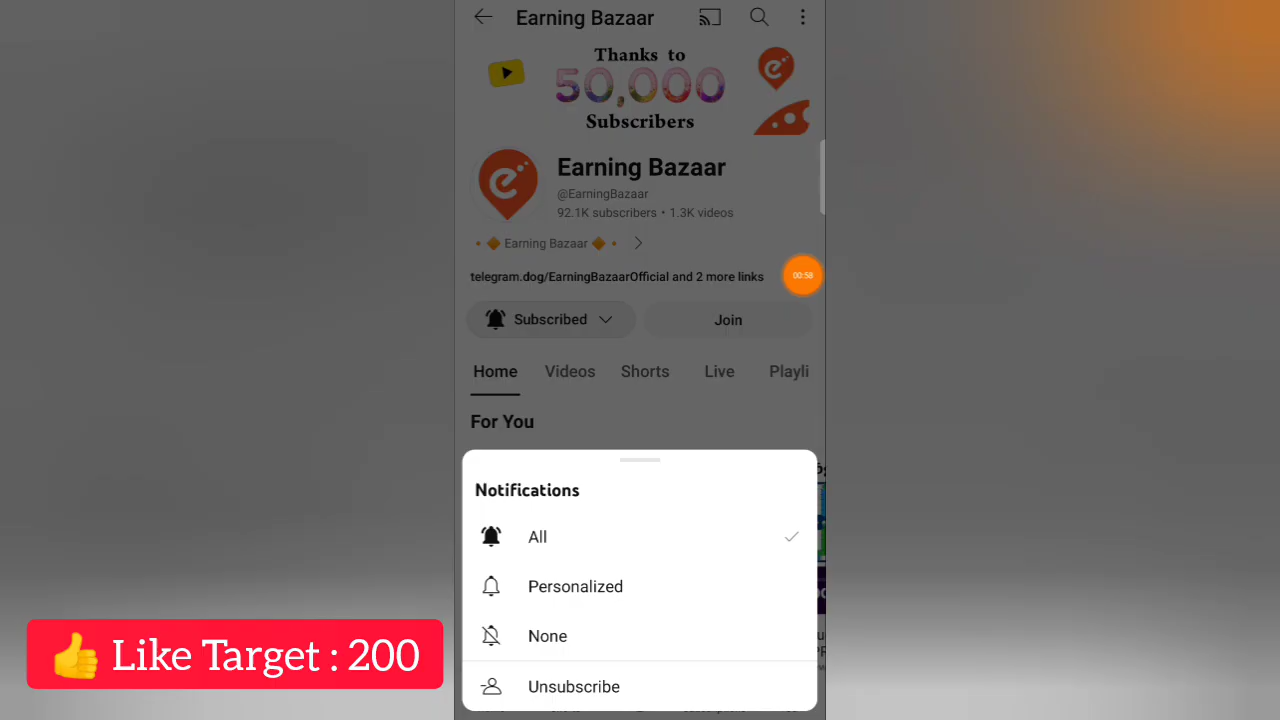 Earning Bazaar
Thanks to
50,000
Subscribers
Earning Bazaar
@EarningBazaar
92.1K subscribers • 1.3K videos
🔸 🔶 Earning Bazaar 🔶 🔸
telegram.dog/EarningBazaarOfficial and 2 more links
00:58
Subscribed
Join
Home Videos Shorts Live Playli
For You
Notifications
All
Personalized
None
Unsubscribe
👍 Like Target : 200